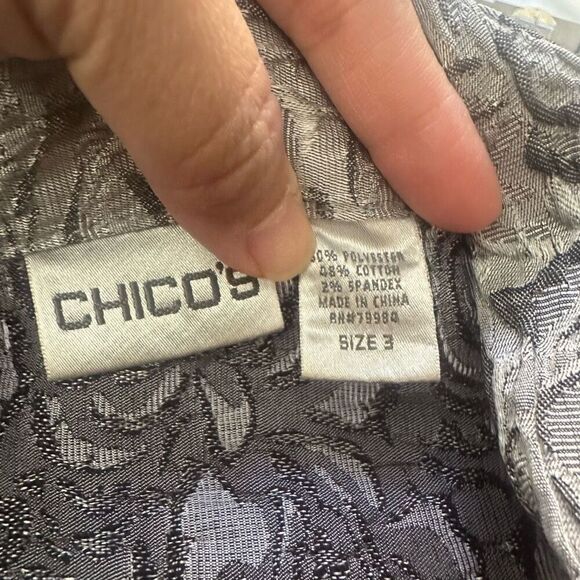 CHICO'S
50% POLYESTER
48% COTTON
2% SPANDEX
MADE IN CHINA
RN#79984
SIZE 3